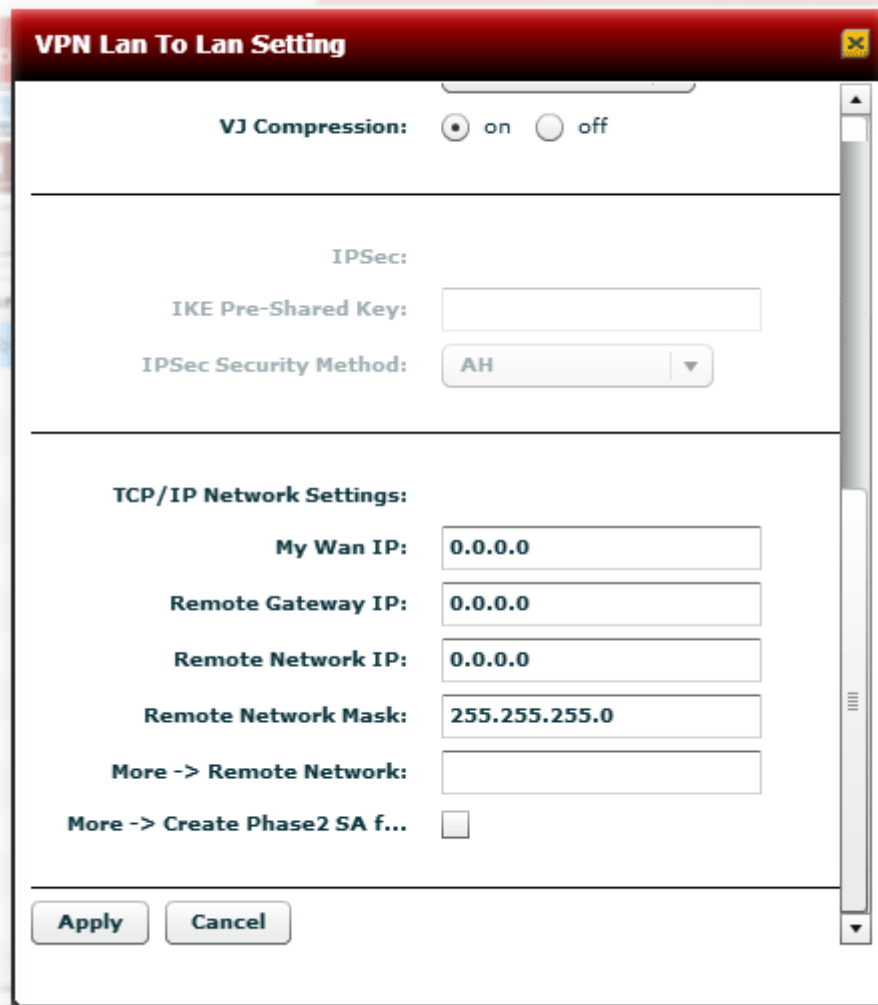 VPN Lan To Lan Setting
VJ Compression: on off
IPSec:
IKE Pre-Shared Key:
IPSec Security Method: AH
TCP/IP Network Settings:
My Wan IP: 0.0.0.0
Remote Gateway IP: 0.0.0.0
Remote Network IP: 0.0.0.0
Remote Network Mask: 255.255.255.0
More -> Remote Network:
More -> Create Phase2 SA f...
Apply Cancel